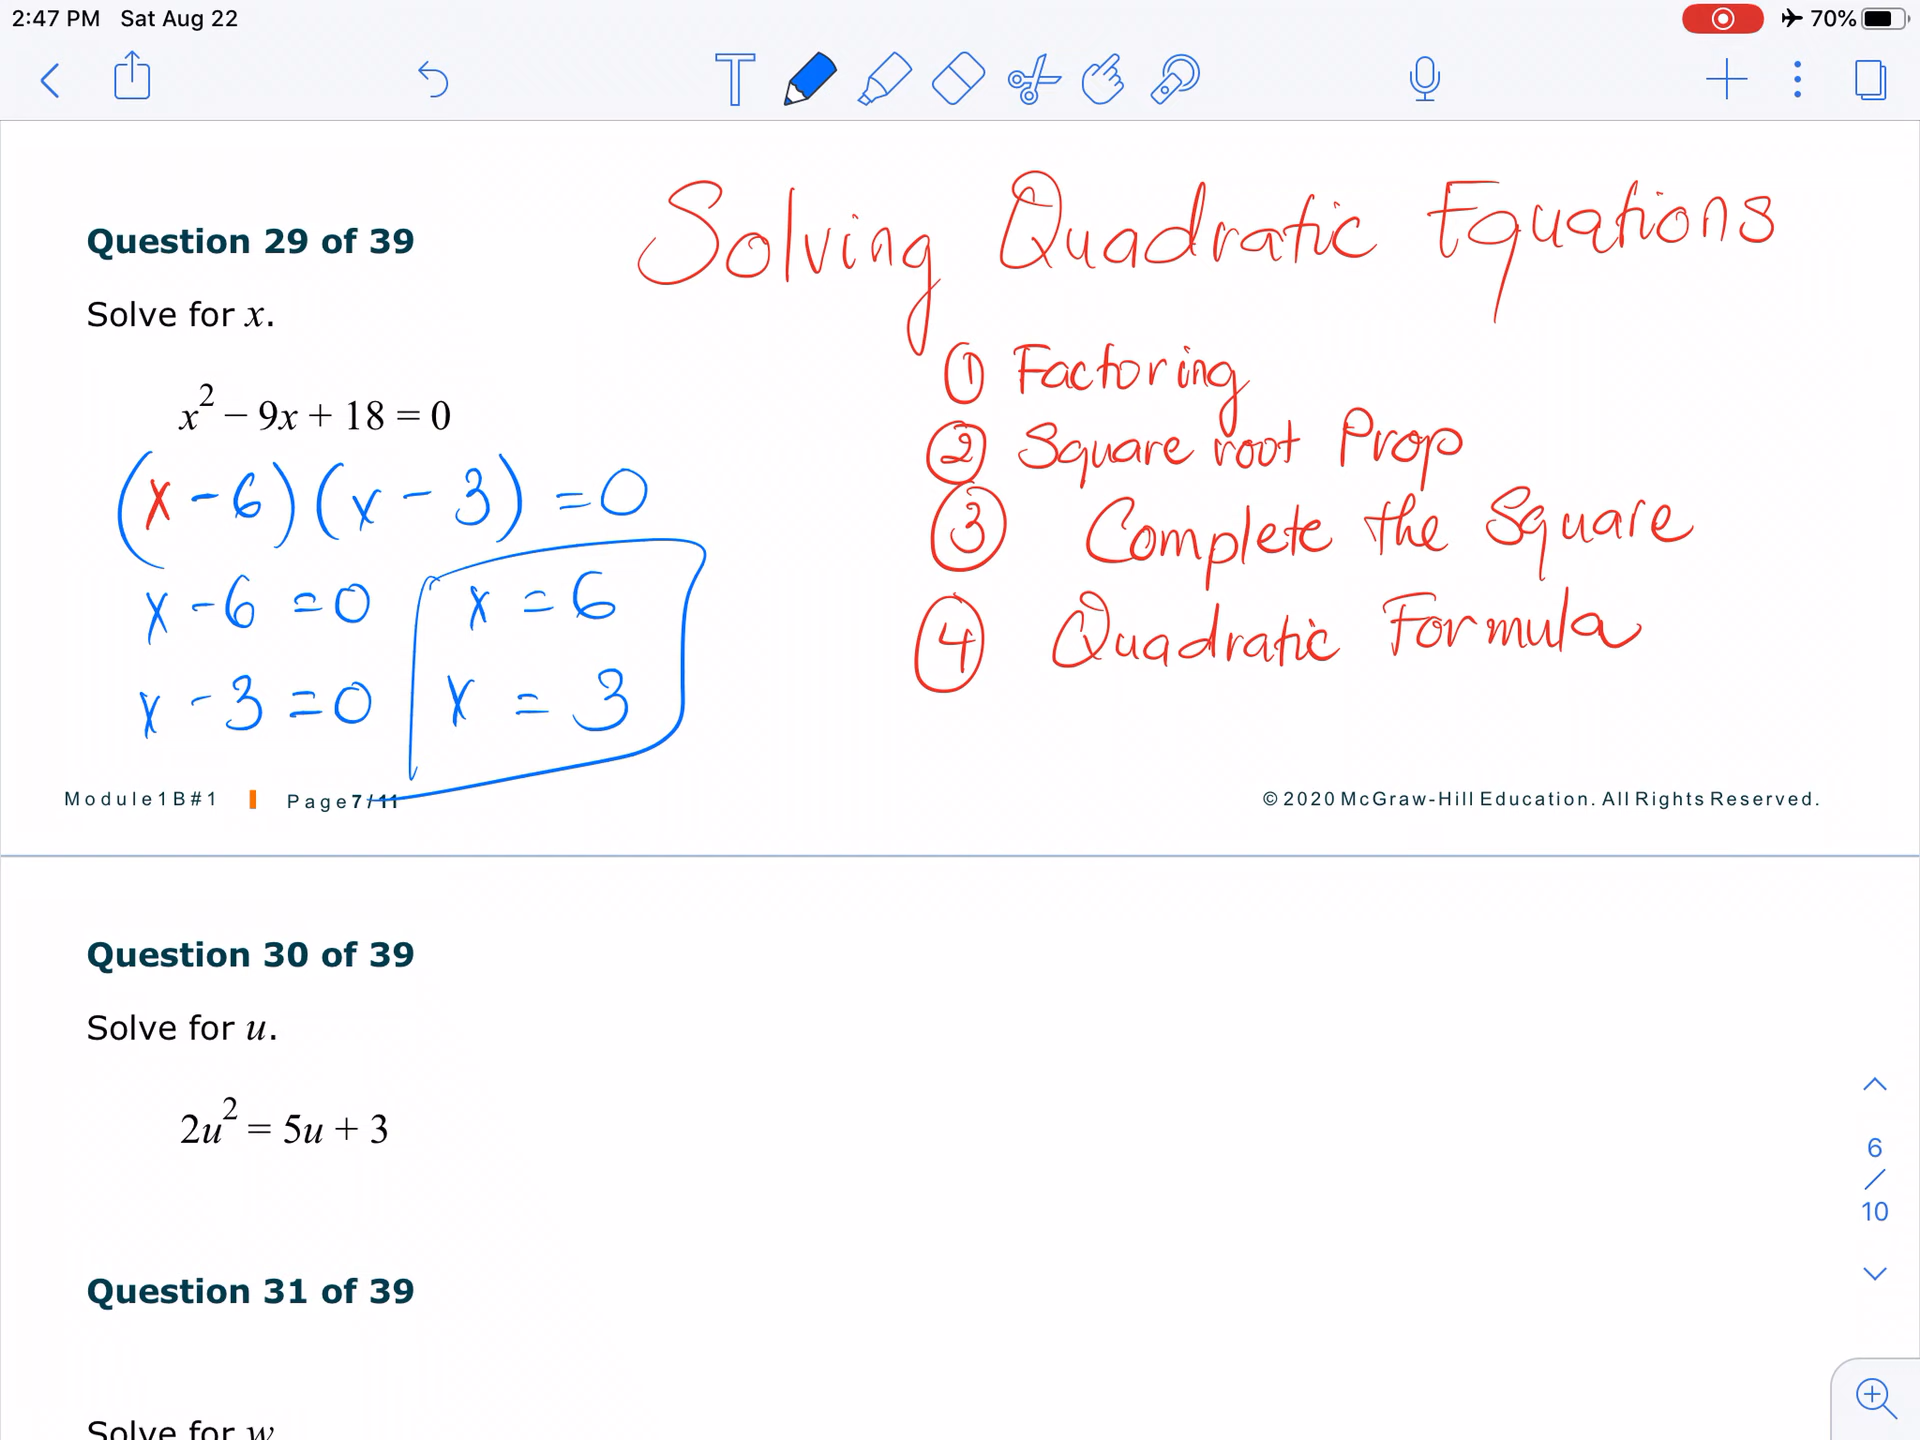 2:47 PM Sat Aug 22
70%
Solving Quadratic Equations
Question 29 of 39
Solve for x.
① Factoring
x² − 9x + 18 = 0
② Square root Prop
(x - 6)(x - 3) = 0
③ Complete the Square
x - 6 = 0 x = 6
④ Quadratic Formula
x - 3 = 0 x = 3
Module1B#1 Page7/11
©2020 McGraw-Hill Education. All Rights Reserved.
Question 30 of 39
Solve for u.
2u² = 5u + 3
6
/
10
Question 31 of 39
Solve for w